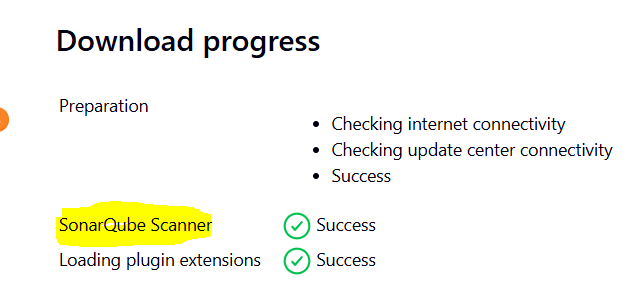 Download progress
Preparation
Checking internet connectivity
Checking update center connectivity
Success
SonarQube Scanner Success
Loading plugin extensions Success